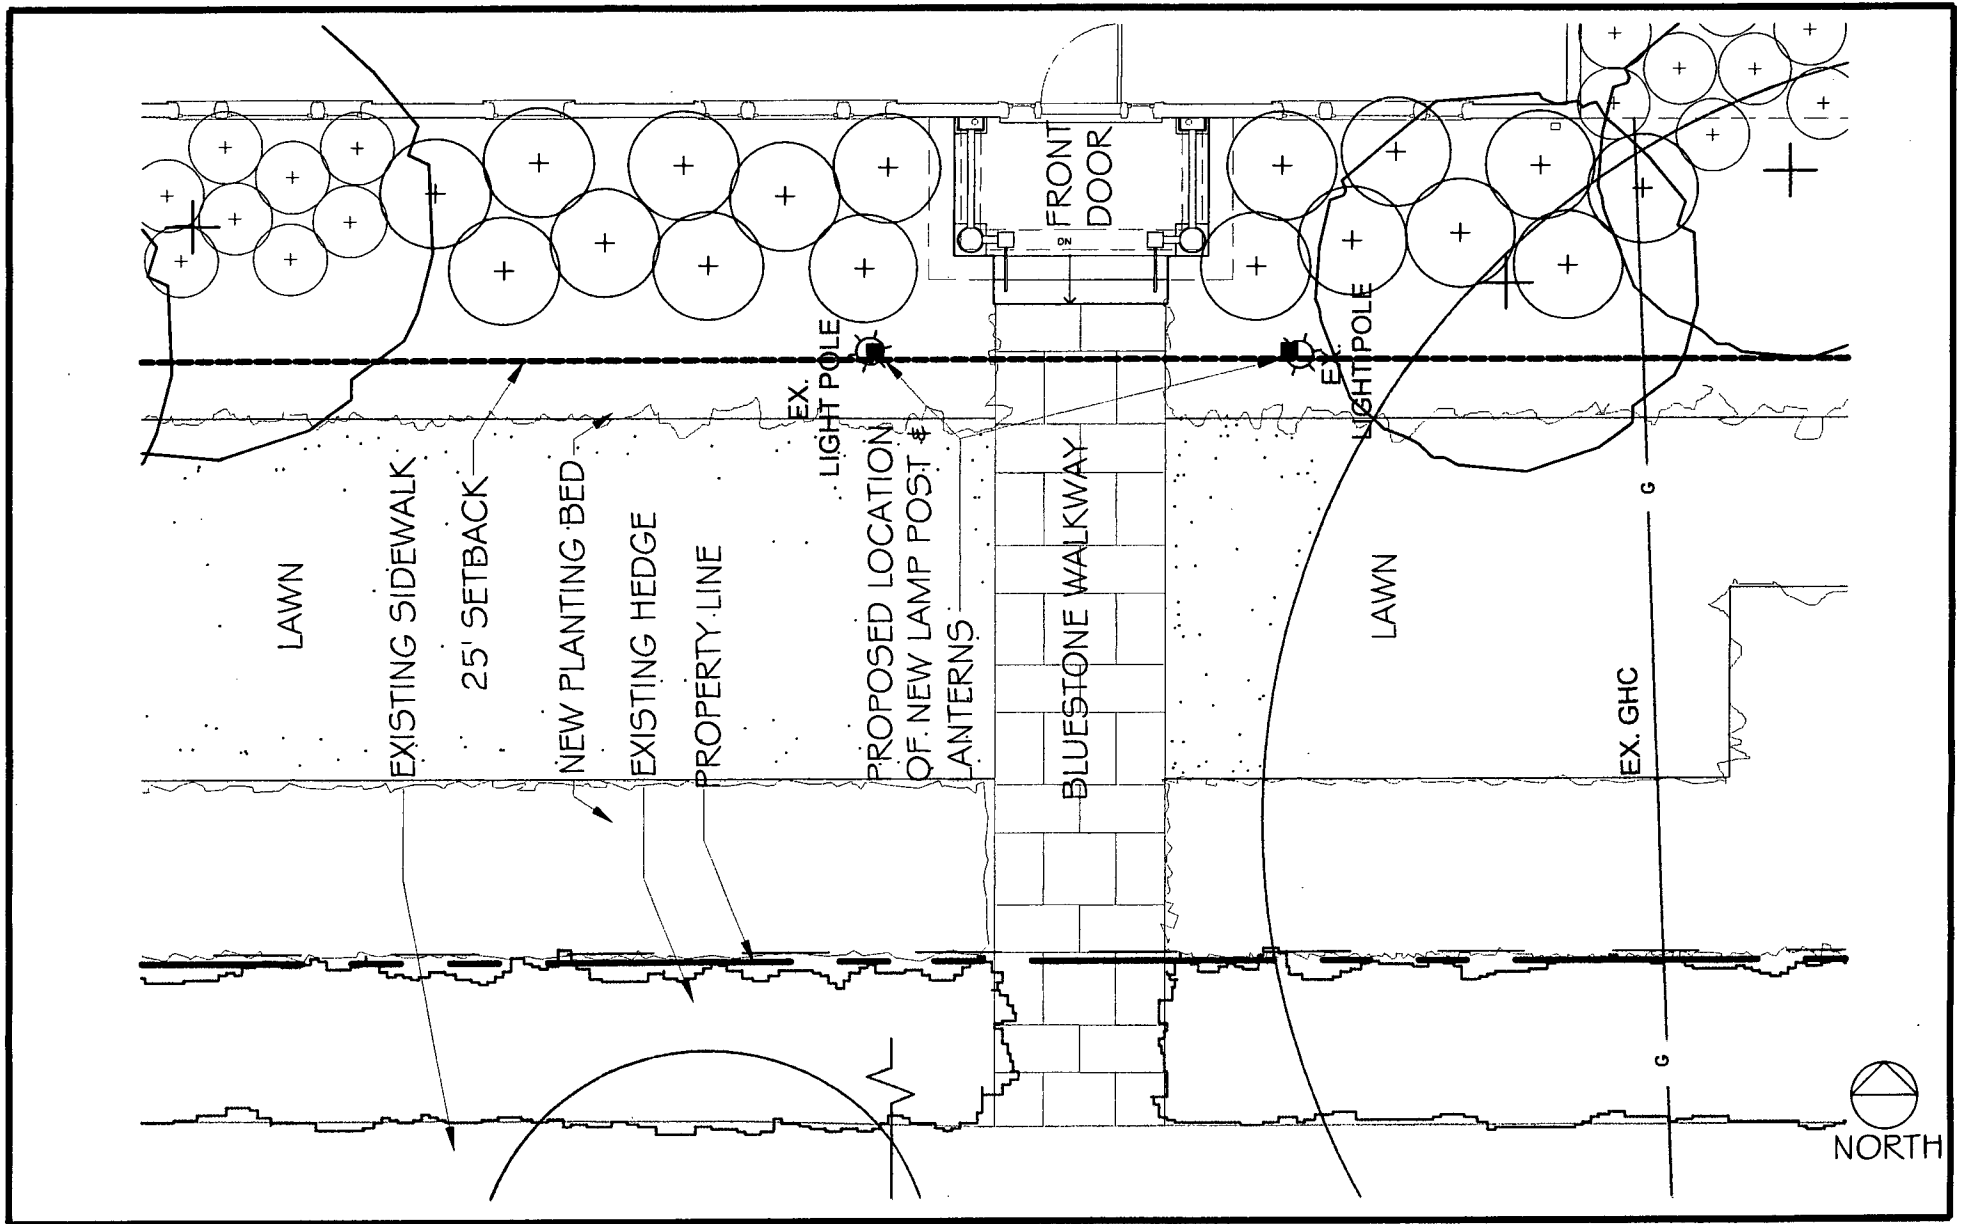 FRONT
DOOR
DN
EX.
LIGHT POLE
EX.
LIGHT POLE
LAWN
EXISTING SIDEWALK
25' SETBACK
NEW PLANTING BED
EXISTING HEDGE
PROPERTY LINE
PROPOSED LOCATION
OF NEW LAMP POST &
LANTERNS
BLUESTONE WALKWAY
LAWN
EX. GHC
G
G
NORTH